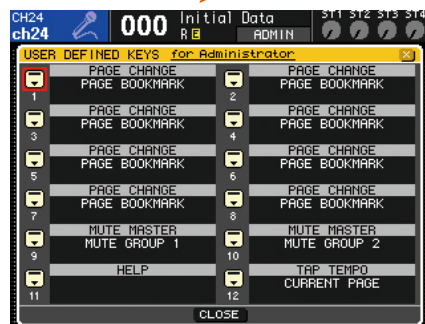 CH24 Initial Data ST1 ST2 ST3 ST4
ch24 000 R E ADMIN
USER DEFINED KEYS for Administrator
PAGE CHANGE PAGE CHANGE
PAGE BOOKMARK PAGE BOOKMARK
1 2
PAGE CHANGE PAGE CHANGE
PAGE BOOKMARK PAGE BOOKMARK
3 4
PAGE CHANGE PAGE CHANGE
PAGE BOOKMARK PAGE BOOKMARK
5 6
PAGE CHANGE PAGE CHANGE
PAGE BOOKMARK PAGE BOOKMARK
7 8
MUTE MASTER MUTE MASTER
MUTE GROUP 1 MUTE GROUP 2
9 10
HELP TAP TEMPO
CURRENT PAGE
11 12
CLOSE